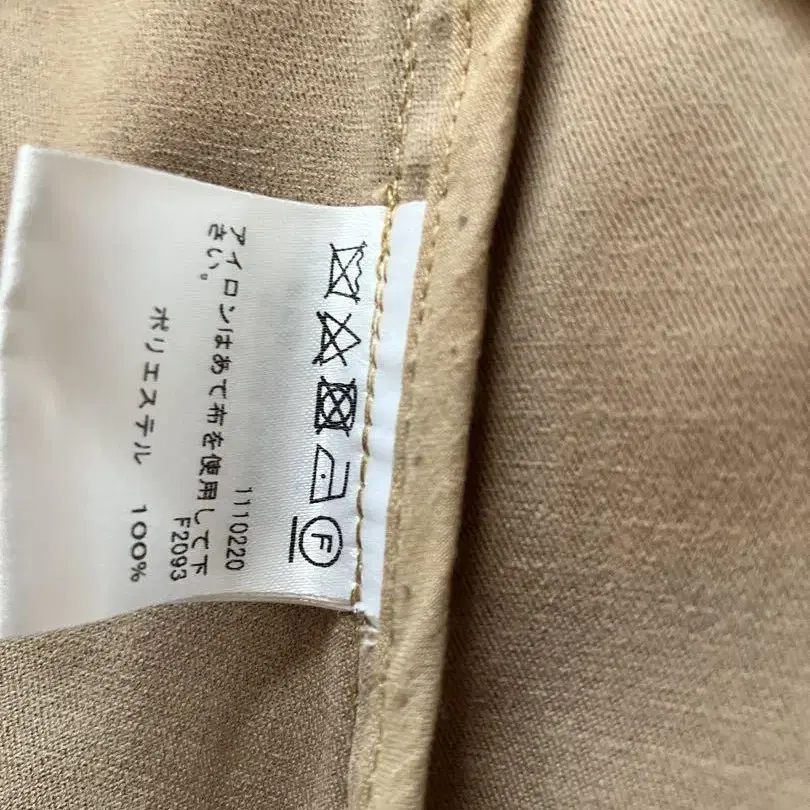 F
1110220
アイロンはあて布を使用して下
さい。
F2093
ポリエステル 100%